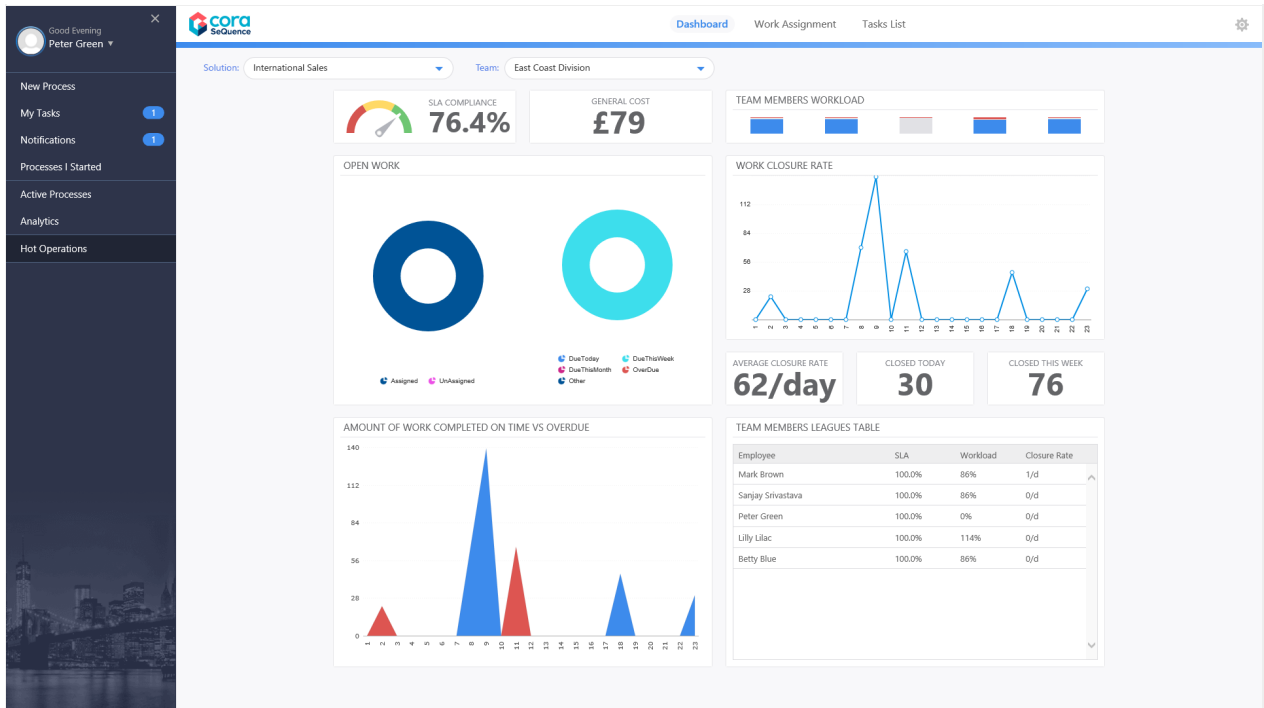 Good Evening
Peter Green
New Process
My Tasks 1
Notifications 1
Processes I Started
Active Processes
Analytics
Hot Operations
cora
SeQuence
Dashboard Work Assignment Tasks List
Solution: International Sales Team: East Coast Division
SLA COMPLIANCE
76.4%
GENERAL COST
£79
TEAM MEMBERS WORKLOAD
OPEN WORK
Assigned UnAssigned
DueToday DueThisWeek
DueThisMonth OverDue
Other
WORK CLOSURE RATE
112
84
56
28
1 2 3 4 5 6 7 8 9 10 11 12 13 14 15 16 17 18 19 20 21 22 23
AVERAGE CLOSURE RATE
62/day
CLOSED TODAY
30
CLOSED THIS WEEK
76
AMOUNT OF WORK COMPLETED ON TIME VS OVERDUE
140
112
84
56
28
0
1 2 3 4 5 6 7 8 9 10 11 12 13 14 15 16 17 18 19 20 21 22 23
TEAM MEMBERS LEAGUES TABLE
Employee SLA Workload Closure Rate
Mark Brown 100.0% 86% 1/d
Sanjay Srivastava 100.0% 86% 0/d
Peter Green 100.0% 0% 0/d
Lilly Lilac 100.0% 114% 0/d
Betty Blue 100.0% 86% 0/d